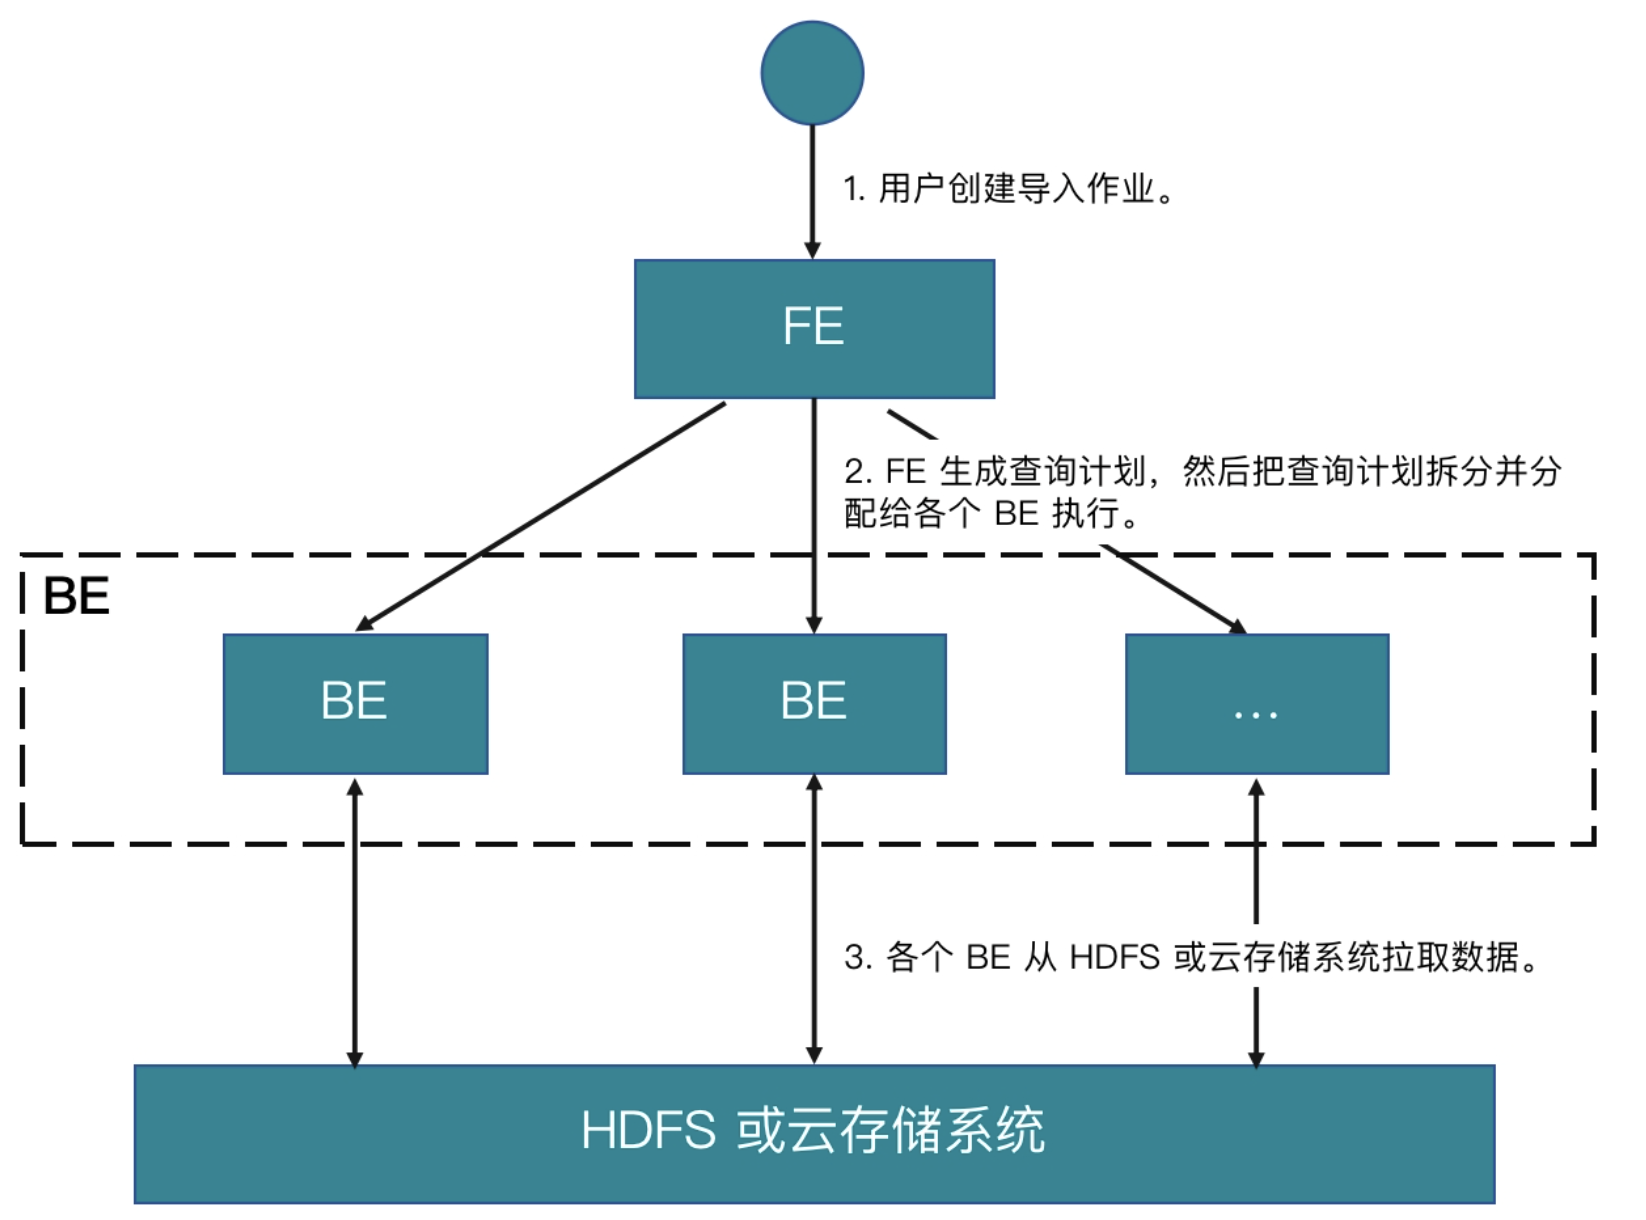 1. 用户创建导入作业。
FE
2. FE 生成查询计划，然后把查询计划拆分并分
配给各个 BE 执行。
BE
BE
BE
...
3. 各个 BE 从 HDFS 或云存储系统拉取数据。
HDFS 或云存储系统